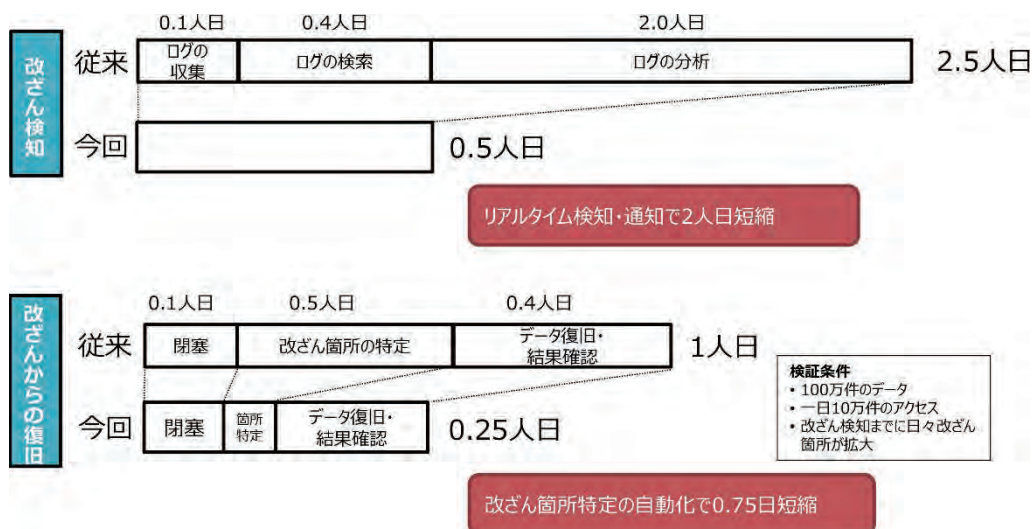 0.1人日 0.4人日 2.0人日
改ざん検知
従来
ログの
収集
ログの検索
ログの分析
2.5人日
今回
0.5人日
リアルタイム検知・通知で2人日短縮
0.1人日 0.5人日 0.4人日
改ざんからの復旧
従来
閉塞
改ざん箇所の特定
データ復旧・
結果確認
1人日
今回
閉塞
箇所
特定
データ復旧・
結果確認
0.25人日
検証条件
• 100万件のデータ
• 一日10万件のアクセス
• 改ざん検知までに日々改ざん
箇所が拡大
改ざん箇所特定の自動化で0.75日短縮